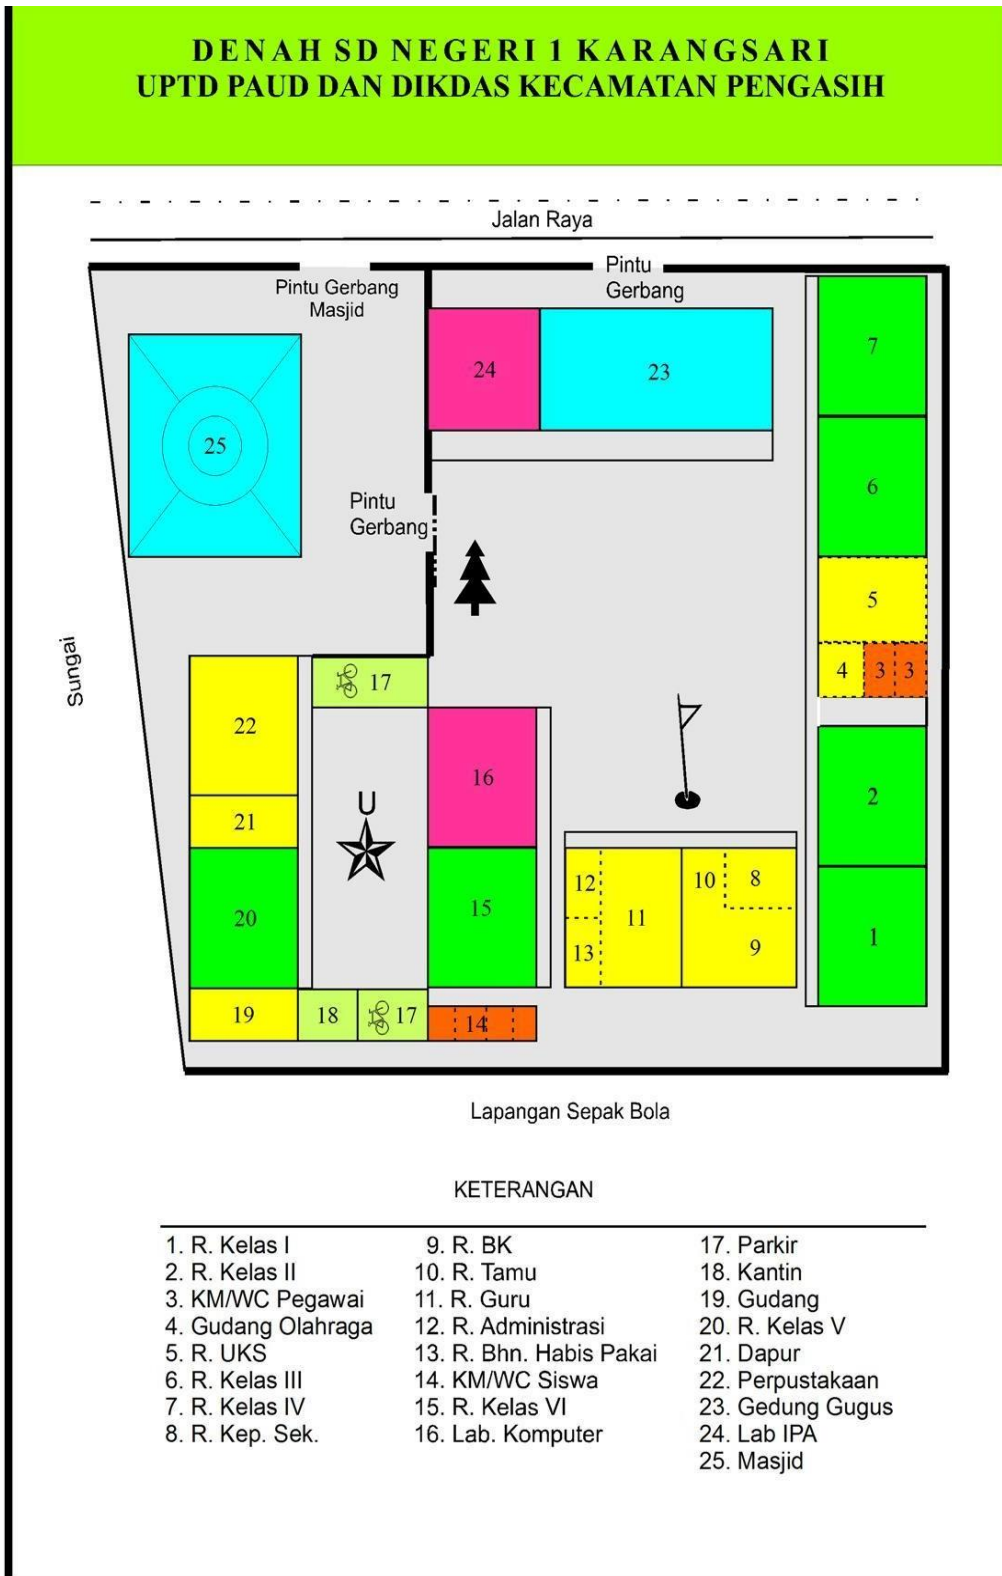 DENAH SD NEGERI 1 KARANGSARI
UPTD PAUD DAN DIKDAS KECAMATAN PENGASIH
Jalan Raya
Pintu Gerbang
Masjid
Pintu
Gerbang
7
24
23
25
6
Pintu
Gerbang
5
4
3
3
Sungai
17
22
16
2
21
U
12
10
8
20
15
11
1
13
9
19
18
17
14
Lapangan Sepak Bola
KETERANGAN
1. R. Kelas I
2. R. Kelas II
3. KM/WC Pegawai
4. Gudang Olahraga
5. R. UKS
6. R. Kelas III
7. R. Kelas IV
8. R. Kep. Sek.
9. R. BK
10. R. Tamu
11. R. Guru
12. R. Administrasi
13. R. Bhn. Habis Pakai
14. KM/WC Siswa
15. R. Kelas VI
16. Lab. Komputer
17. Parkir
18. Kantin
19. Gudang
20. R. Kelas V
21. Dapur
22. Perpustakaan
23. Gedung Gugus
24. Lab IPA
25. Masjid